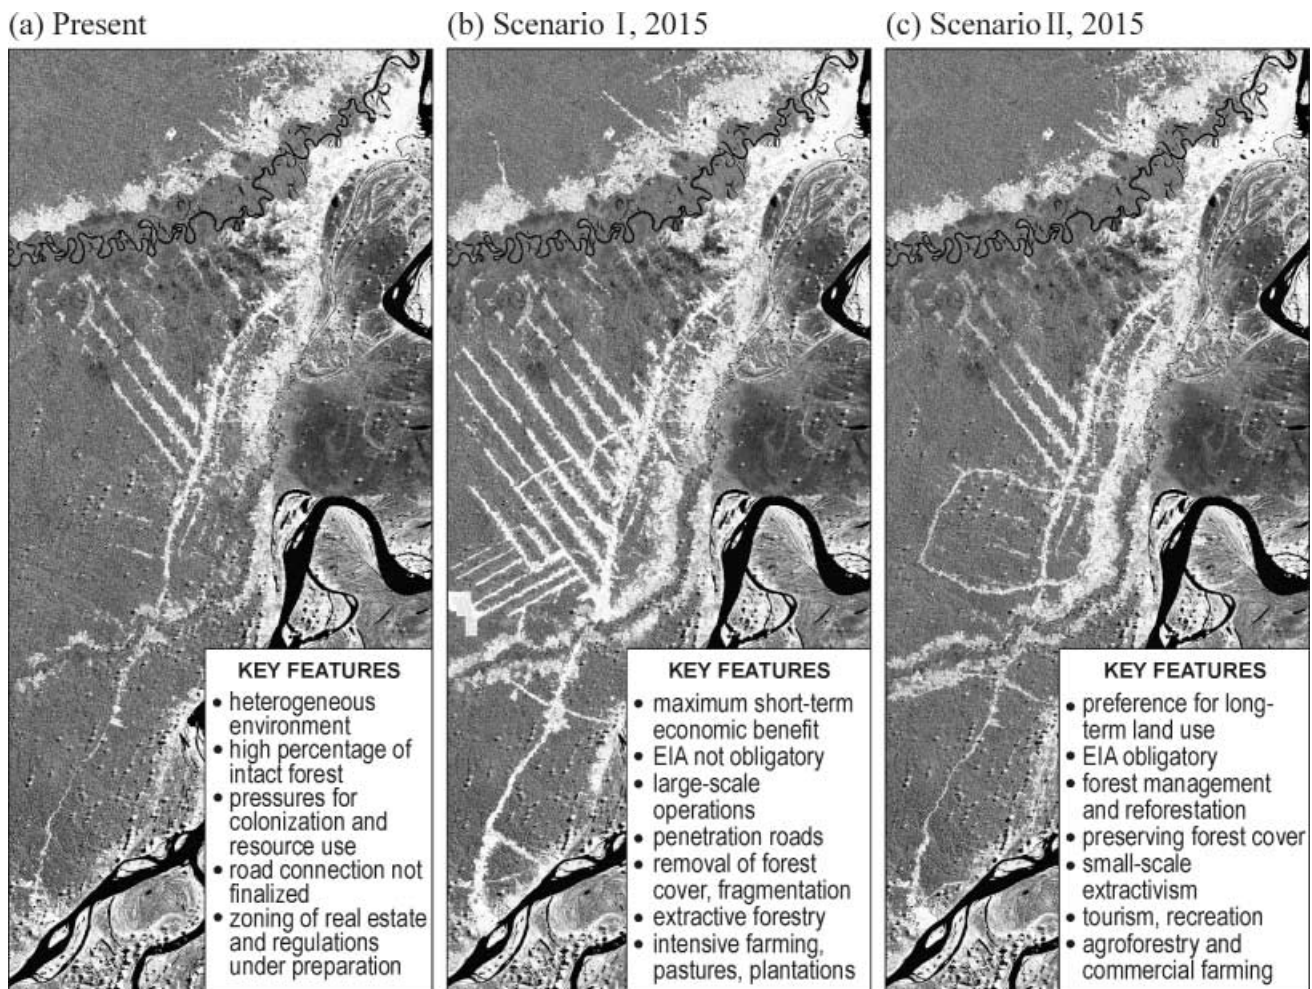 (a) Present
(b) Scenario I, 2015
(c) Scenario II, 2015
KEY FEATURES
• heterogeneous
environment
• high percentage of
intact forest
• pressures for
colonization and
resource use
• road connection not
finalized
• zoning of real estate
and regulations
under preparation
KEY FEATURES
• maximum short-term
economic benefit
• EIA not obligatory
• large-scale
operations
• penetration roads
• removal of forest
cover, fragmentation
• extractive forestry
• intensive farming,
pastures, plantations
KEY FEATURES
• preference for long-
term land use
• EIA obligatory
• forest management
and reforestation
• preserving forest cover
• small-scale
extractivism
• tourism, recreation
• agroforestry and
commercial farming